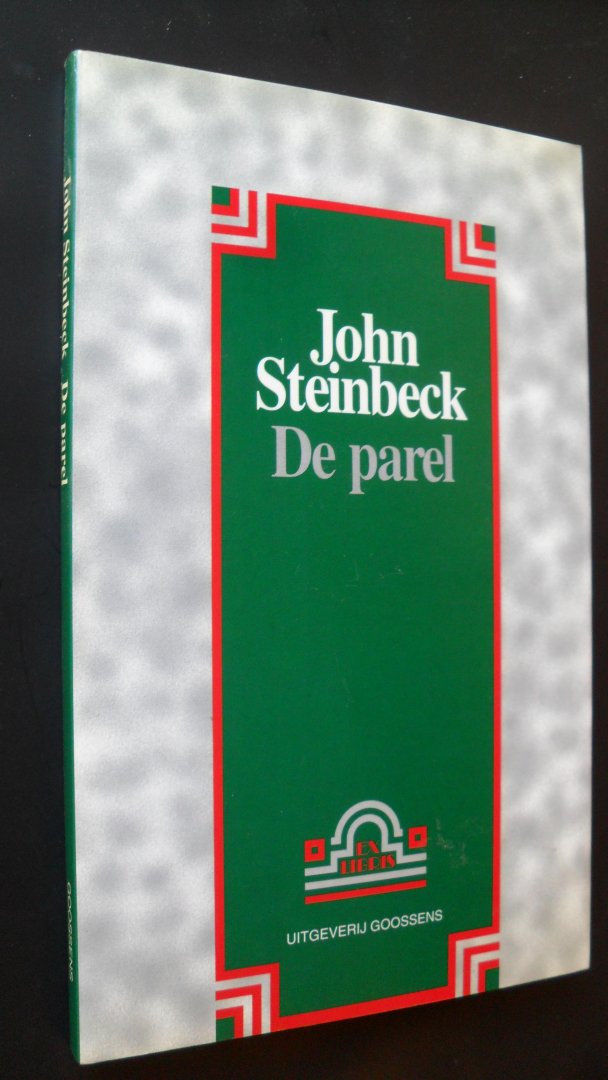 John
Steinbeck
De parel
EX
LIBRIS
UITGEVERIJ GOOSSENS
John Steinbeck De parel
GOOSSENS